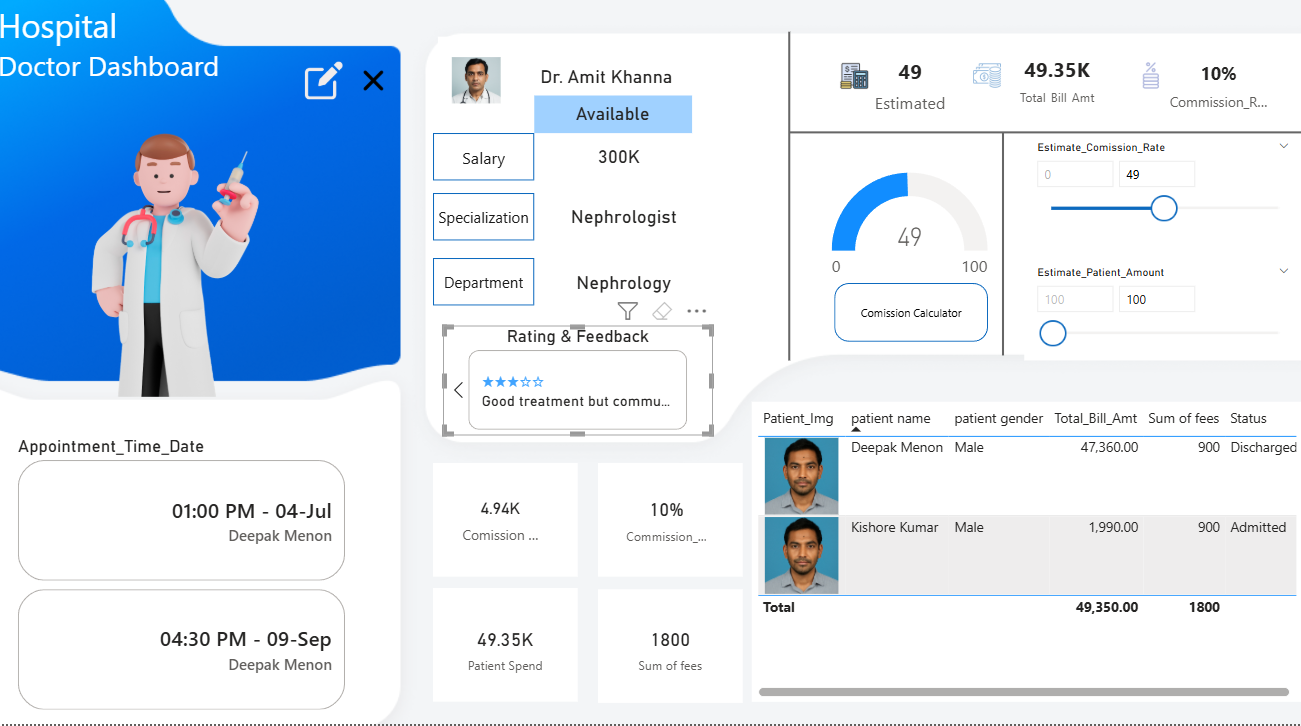 Hospital
Doctor Dashboard
Appointment_Time_Date
01:00 PM - 04-Jul
Deepak Menon
04:30 PM - 09-Sep
Deepak Menon
Dr. Amit Khanna
Available
Salary
300K
Specialization
Nephrologist
Department
Nephrology
Rating & Feedback
★★★☆☆
Good treatment but commu...
4.94K
Comission ...
10%
Commission_...
49.35K
Patient Spend
1800
Sum of fees
49
Estimated
49.35K
Total Bill Amt
10%
Commission_R...
49
0
100
Comission Calculator
Estimate_Comission_Rate
0
49
Estimate_Patient_Amount
100
100
Patient_Img patient name patient gender Total_Bill_Amt Sum of fees Status
Deepak Menon Male 47,360.00 900 Discharged
Kishore Kumar Male 1,990.00 900 Admitted
Total 49,350.00 1800